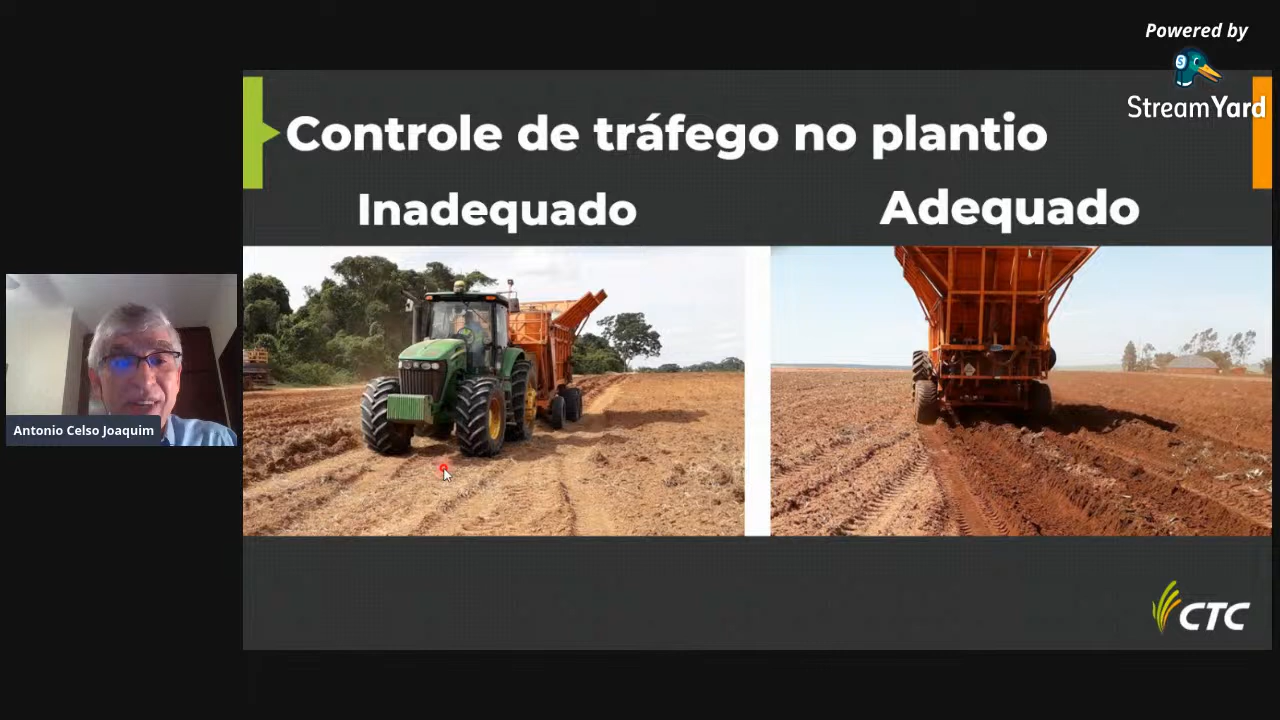 Powered by
StreamYard
Controle de tráfego no plantio
Inadequado
Adequado
Antonio Celso Joaquim
CTC